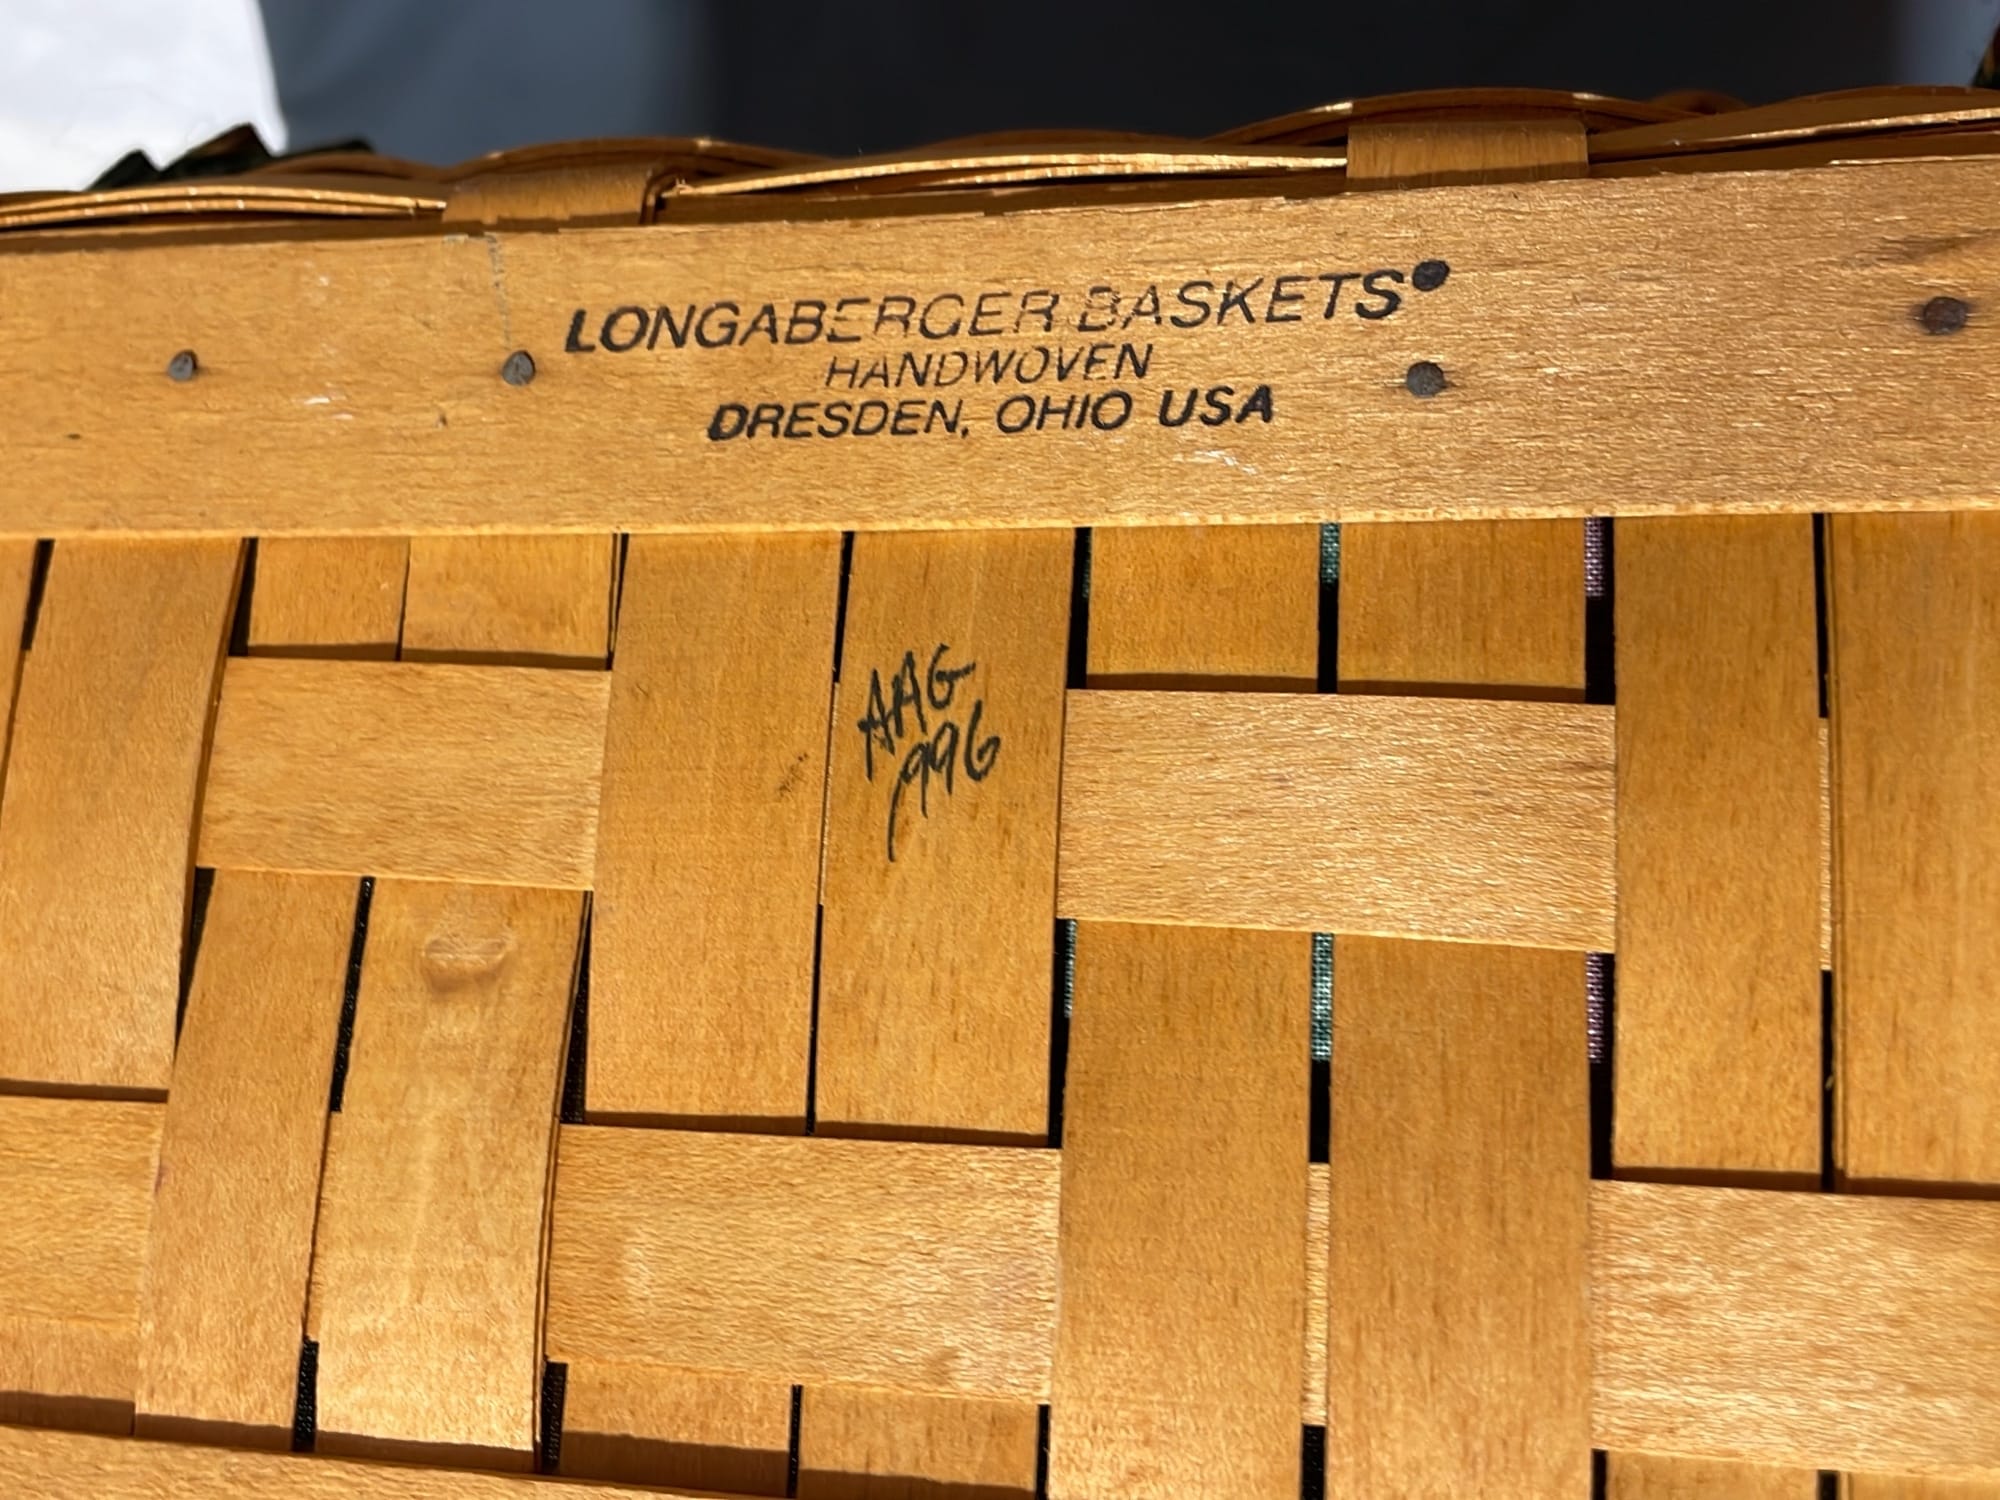 LONGABERGER BASKETS®
HANDWOVEN
DRESDEN, OHIO USA
AAG
1996